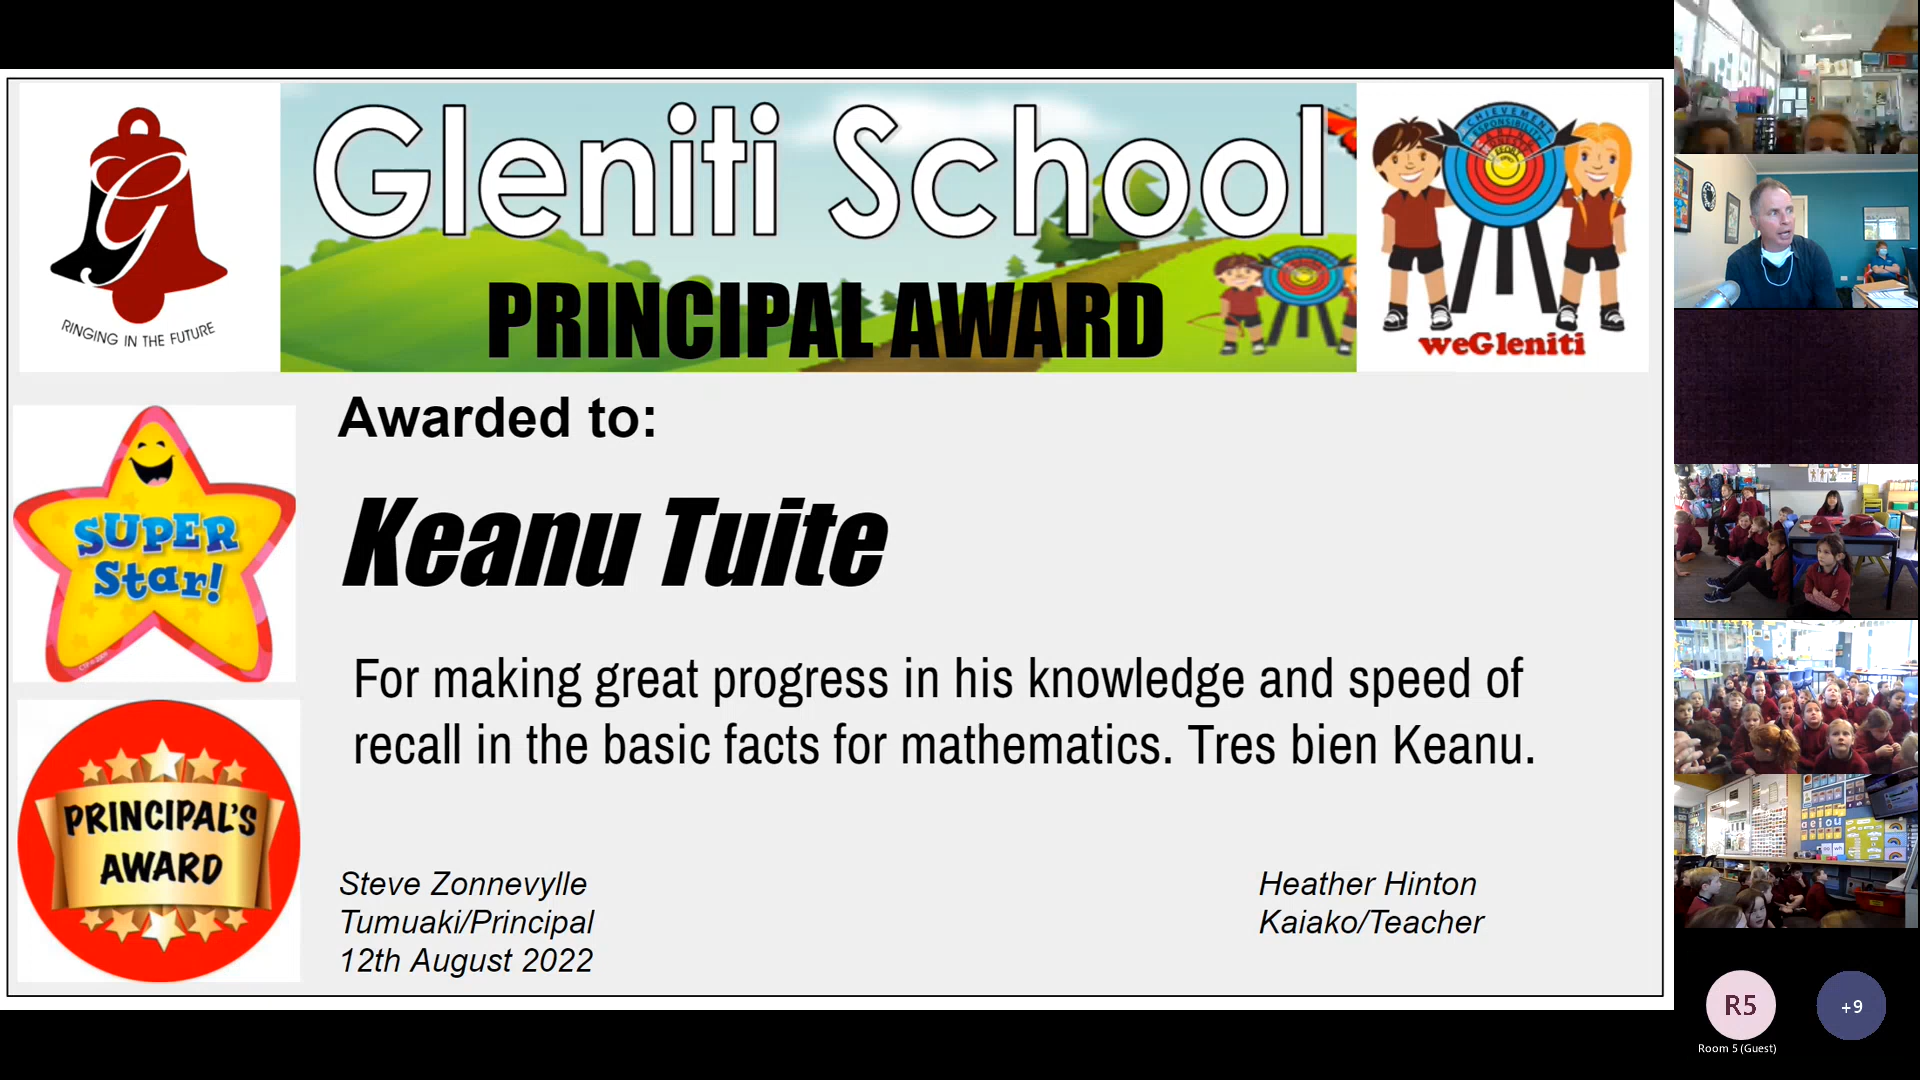 Gleniti School
PRINCIPAL AWARD
G
RINGING IN THE FUTURE
ACHIEVEMENT
RESPONSIBILITY
weGleniti
Awarded to:
Keanu Tuite
SUPER
Star!
For making great progress in his knowledge and speed of
recall in the basic facts for mathematics. Tres bien Keanu.
PRINCIPAL'S
AWARD
Steve Zonnevylle
Tumuaki/Principal
12th August 2022
Heather Hinton
Kaiako/Teacher
a e i o u
R5
Room 5 (Guest)
+9